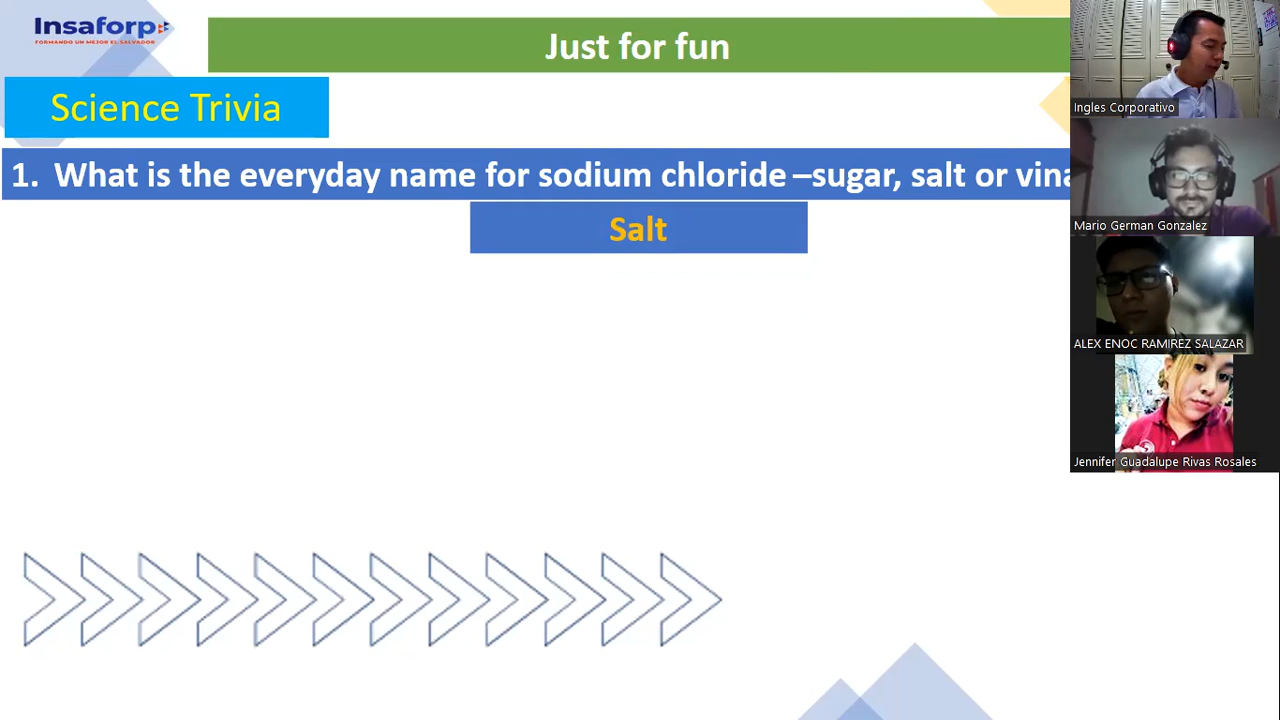 Insaforp
FORMANDO UN MEJOR EL SALVADOR
Just for fun
Science Trivia
1. What is the everyday name for sodium chloride –sugar, salt or vina
Salt
Ingles Corporativo
Mario German Gonzalez
ALEX ENOC RAMIREZ SALAZAR
Jennifer Guadalupe Rivas Rosales